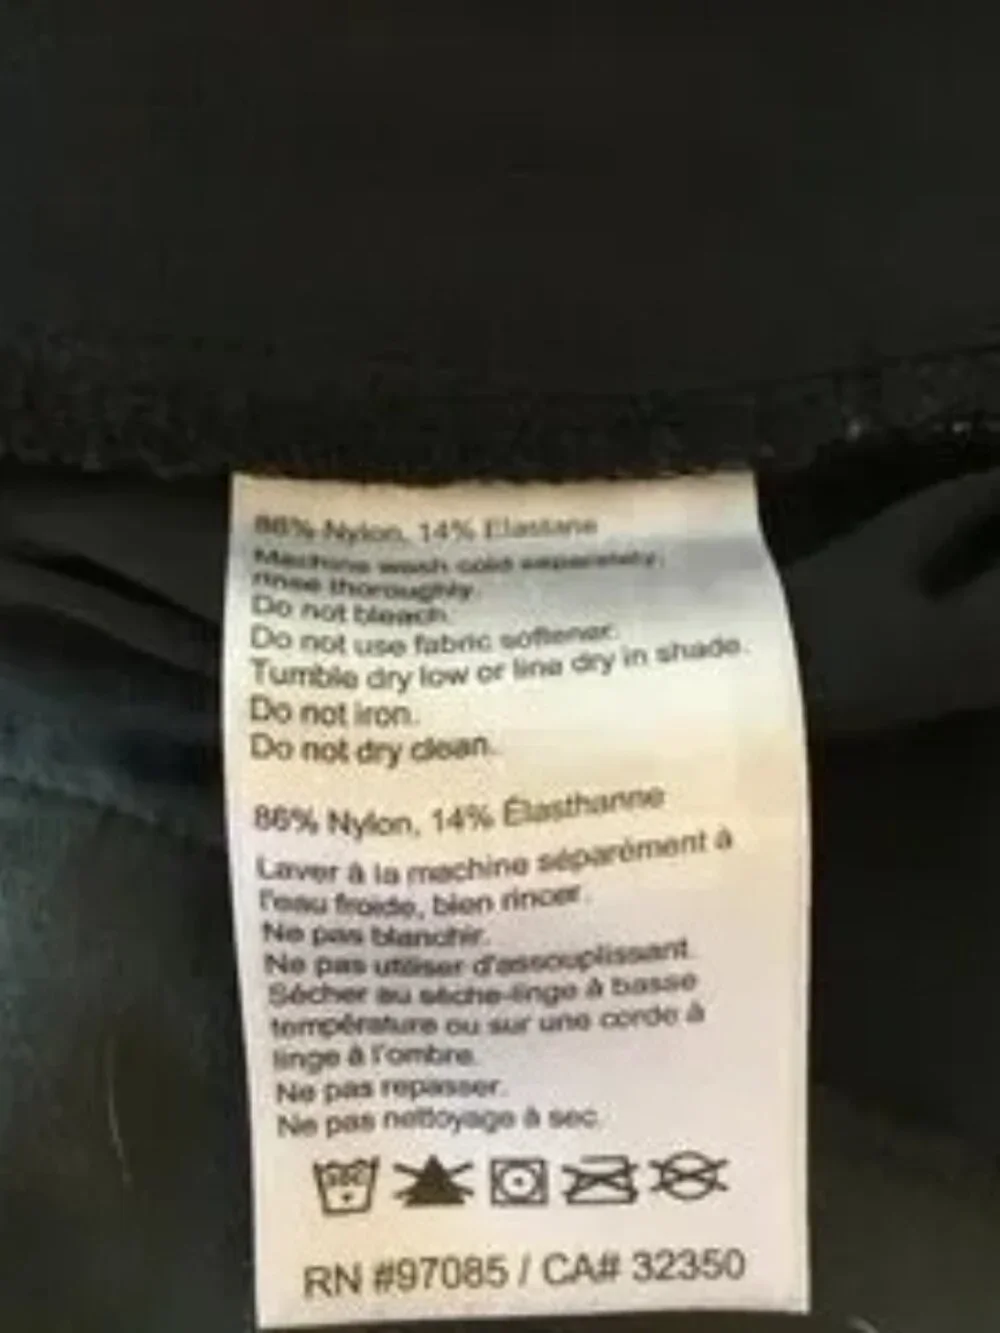 86% Nylon, 14% Elastane
Machine wash cold separately,
rinse thoroughly.
Do not bleach.
Do not use fabric softener.
Tumble dry low or line dry in shade.
Do not iron.
Do not dry clean.
86% Nylon, 14% Élasthanne
Laver à la machine séparément à
l'eau froide, bien rincer.
Ne pas blanchir.
Ne pas utiliser d'assouplissant.
Sécher au sèche-linge à basse
température ou sur une corde à
linge à l'ombre.
Ne pas repasser.
Ne pas nettoyage à sec.
RN #97085 / CA# 32350